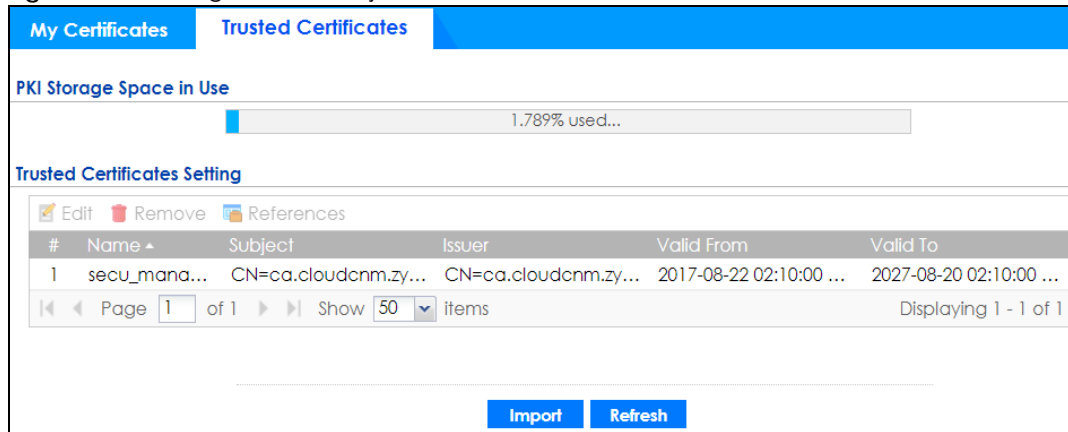 My Certificates Trusted Certificates
PKI Storage Space in Use
1.789% used...
Trusted Certificates Setting
Edit Remove References
# Name Subject Issuer Valid From Valid To
1 secu_mana... CN=ca.cloudcnm.zy... CN=ca.cloudcnm.zy... 2017-08-22 02:10:00 ... 2027-08-20 02:10:00 ...
Page 1 of 1 Show 50 items Displaying 1 - 1 of 1
Import Refresh